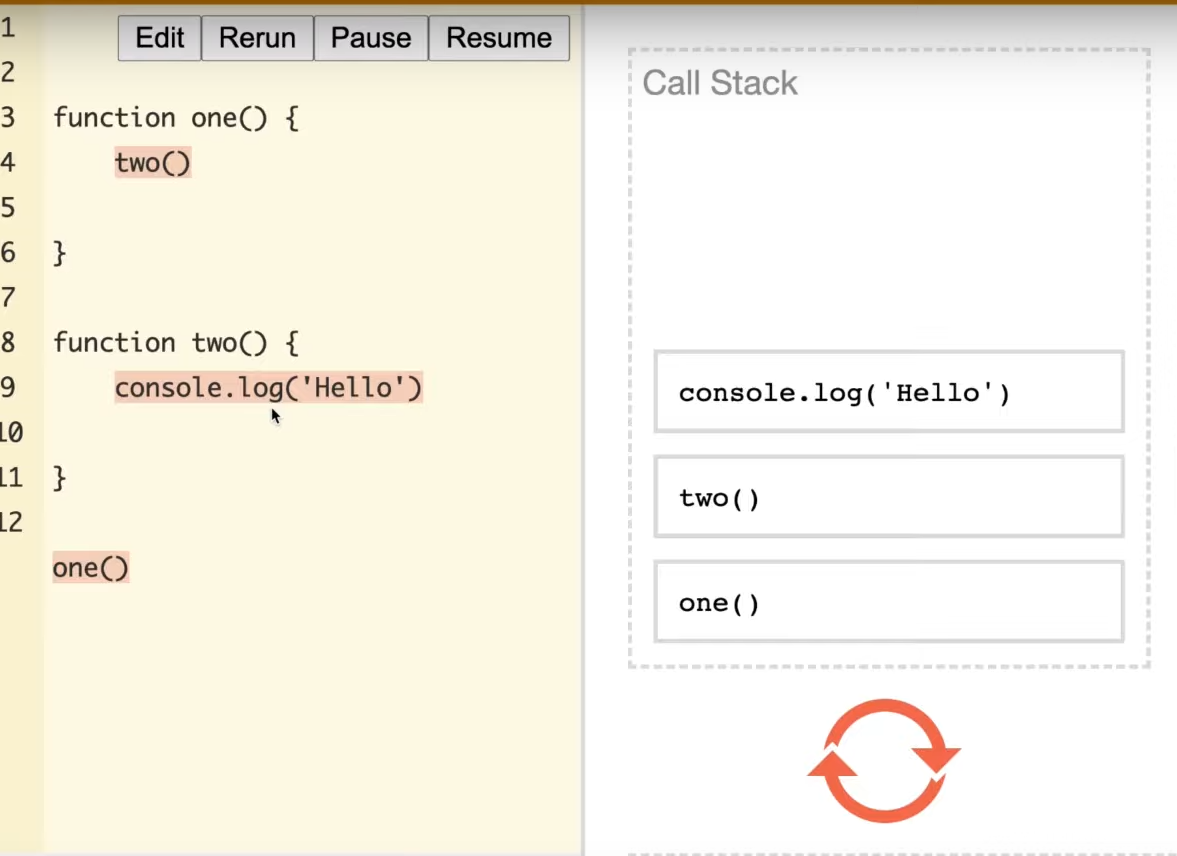 Edit Rerun Pause Resume
1
2
3 function one() {
4 two()
5
6 }
7
8 function two() {
9 console.log('Hello')
10
11 }
12
one()
Call Stack
console.log('Hello')
two()
one()